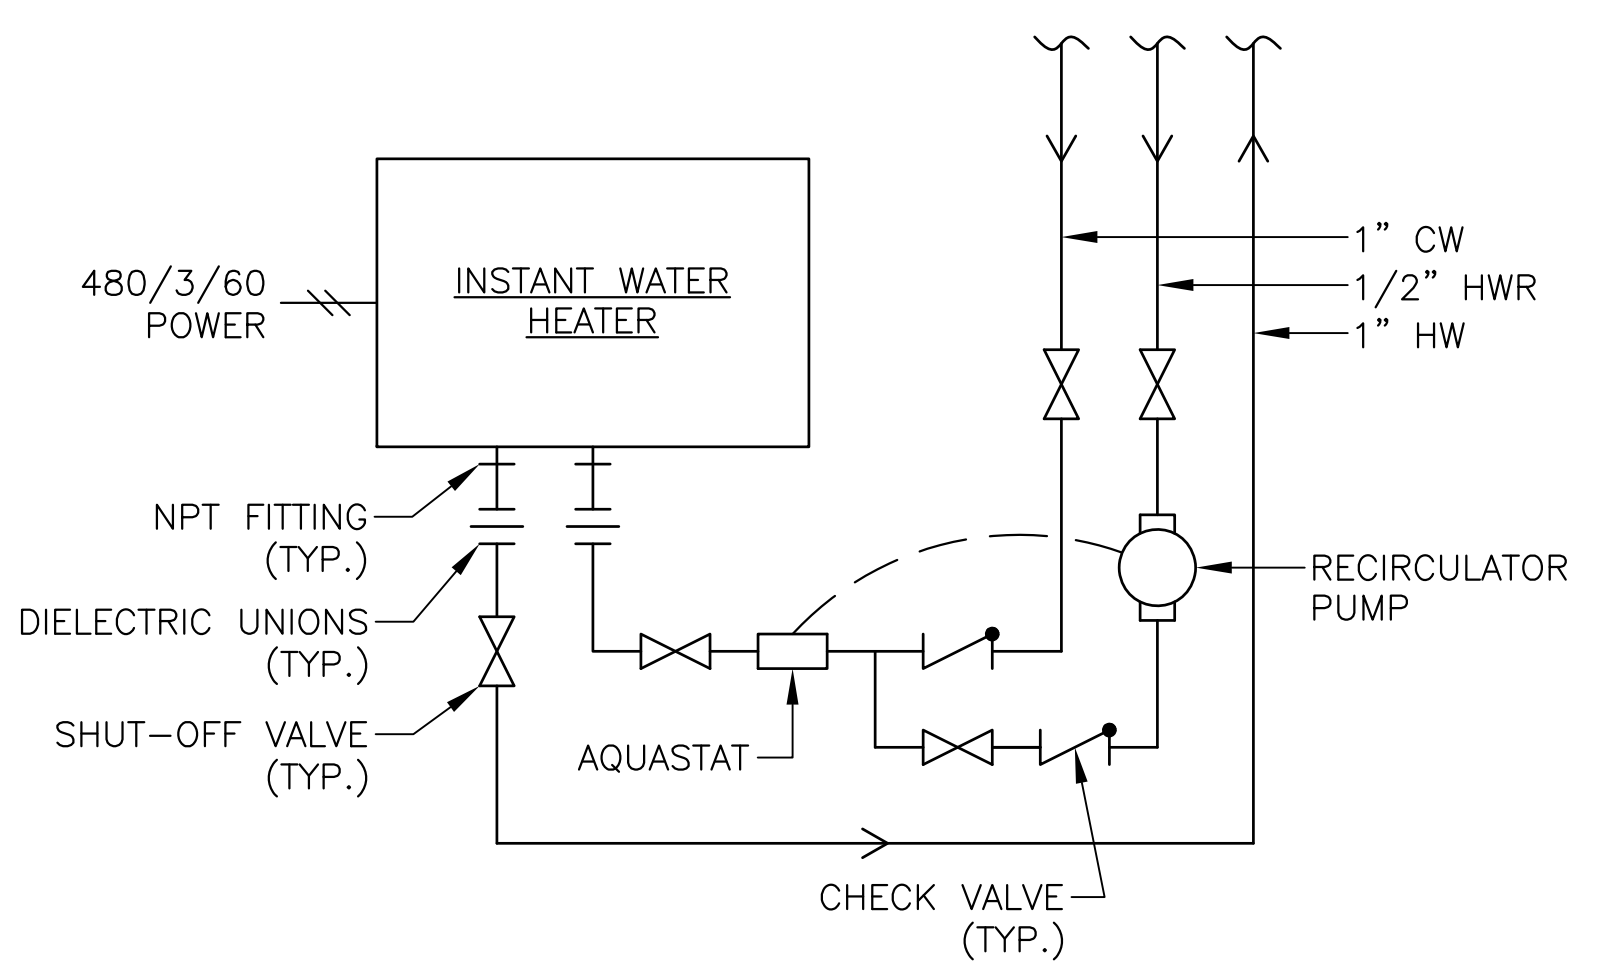 1” CW
INSTANT WATER
HEATER
480/3/60
POWER
1/2” HWR
1” HW
NPT FITTING
(TYP.)
DIELECTRIC UNIONS
(TYP.)
SHUT-OFF VALVE
(TYP.)
RECIRCULATOR
PUMP
AQUASTAT
CHECK VALVE
(TYP.)